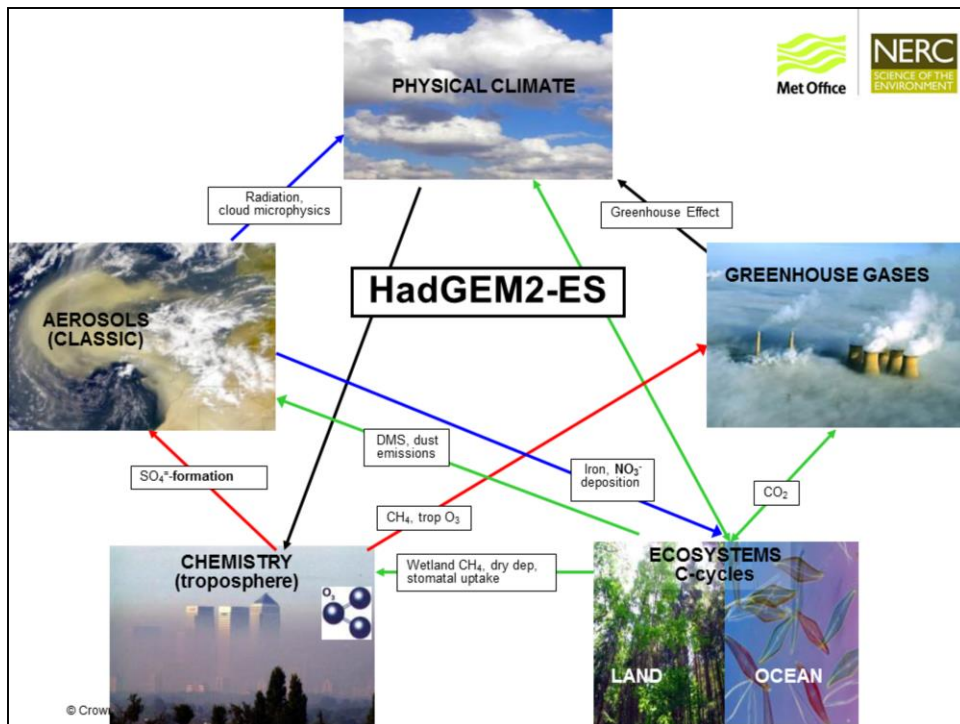 PHYSICAL CLIMATE
Met Office
NERC
SCIENCE OF THE
ENVIRONMENT
Radiation,
cloud microphysics
Greenhouse Effect
AEROSOLS
(CLASSIC)
HadGEM2-ES
GREENHOUSE GASES
DMS, dust
emissions
SO₄⁼-formation
Iron, NO₃⁻
deposition
CO₂
CH₄, trop O₃
CHEMISTRY
(troposphere)
O₃
Wetland CH₄, dry dep,
stomatal uptake
ECOSYSTEMS
C-cycles
LAND
OCEAN
© Crown